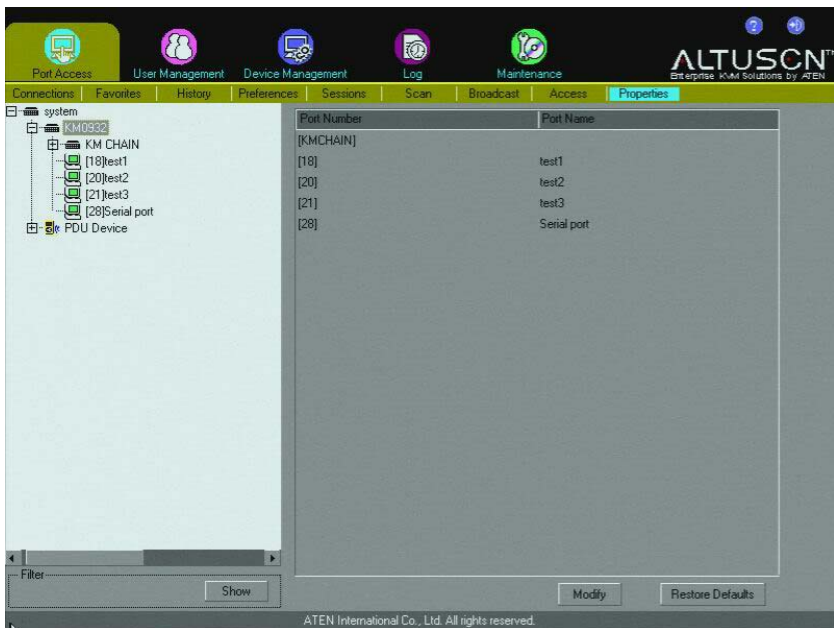 Port Access User Management Device Management Log Maintenance
ALTUSCN™
Enterprise KVM Solutions by ATEN
Connections Favorites History Preferences Sessions Scan Broadcast Access Properties
system
KM0932
KM CHAIN
[18]test1
[20]test2
[21]test3
[28]Serial port
PDU Device
Port Number Port Name
[KMCHAIN]
[18] test1
[20] test2
[21] test3
[28] Serial port
Filter
Show
Modify Restore Defaults
ATEN International Co., Ltd. All rights reserved.